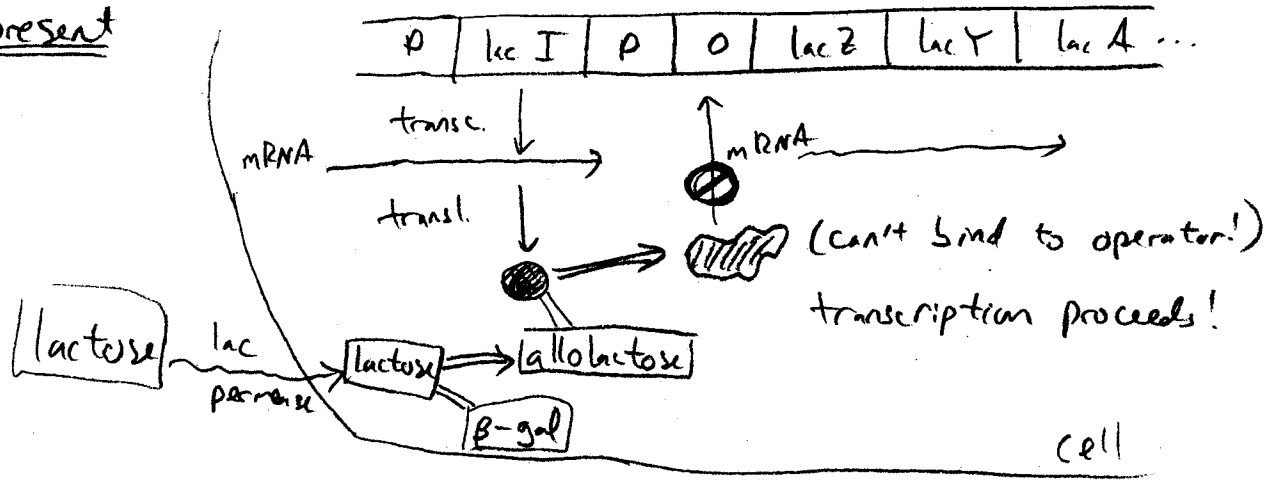 present
P lac I P O lac Z lac Y lac A ...
transc.
mRNA
mRNA
transl.
(can't bind to operator!)
transcription proceeds!
lactose
lac
permease
lactose
allolactose
β-gal
cell